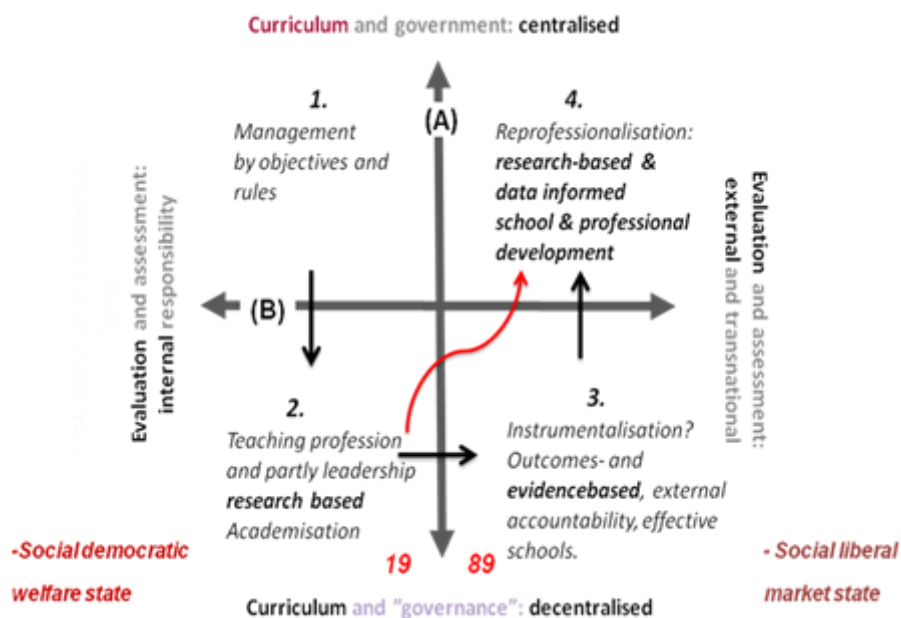 Curriculum and government: centralised
1.
Management
by objectives and
rules
(A)
4.
Reprofessionalisation:
research-based &
data informed
school & professional
development
Evaluation and assessment:
internal responsibility
(B)
Evaluation and assessment:
external and transnational
2.
Teaching profession
and partly leadership
research based
Academisation
3.
Instrumentalisation?
Outcomes- and
evidencebased, external
accountability, effective
schools.
-Social democratic
welfare state
19 89
- Social liberal
market state
Curriculum and "governance": decentralised